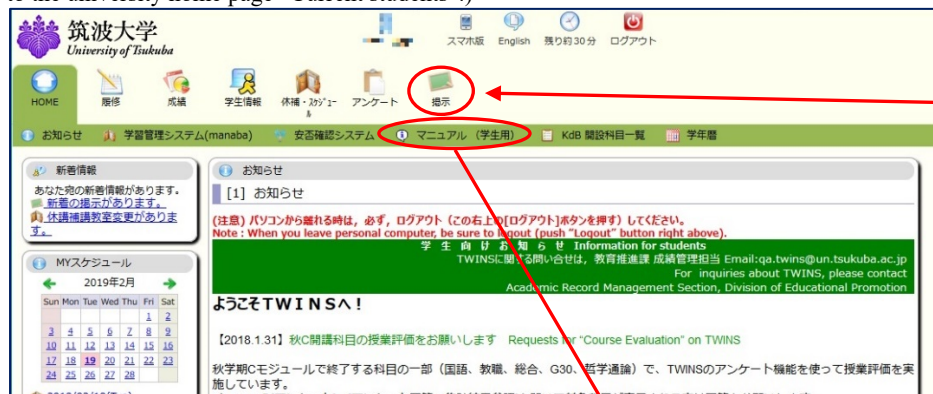 to the university home page "Current students".)
筑波大学
University of Tsukuba
スマホ版 English 残り約30分 ログアウト
HOME 履修 成績 学生情報 休補・スケジュール アンケート 掲示
お知らせ 学習管理システム(manaba) 安否確認システム マニュアル (学生用) KdB 開設科目一覧 学年暦
新着情報
あなた宛の新着情報があります。
新着の掲示があります。
休講補講教室変更があります。
MYスケジュール
2019年2月
Sun Mon Tue Wed Thu Fri Sat
1 2
3 4 5 6 7 8 9
10 11 12 13 14 15 16
17 18 19 20 21 22 23
24 25 26 27 28
お知らせ
[1] お知らせ
(注意) パソコンから離れる時は，必ず，ログアウト（この右上の[ログアウト]ボタンを押す）してください。
Note : When you leave personal computer, be sure to logout (push "Logout" button right above).
学 生 向 け お 知 ら せ Information for students
TWINSに関する問い合せは，教育推進課 成績管理担当 Email:qa.twins@un.tsukuba.ac.jp
For inquiries about TWINS, please contact
Academic Record Management Section, Division of Educational Promotion
ようこそTWINSへ！
【2018.1.31】秋C開講科目の授業評価をお願いします Requests for "Course Evaluation" on TWINS
秋学期Cモジュールで終了する科目の一部（国語、教職、総合、G30、哲学通論）で、TWINSのアンケート機能を使って授業評価を実
施しています。